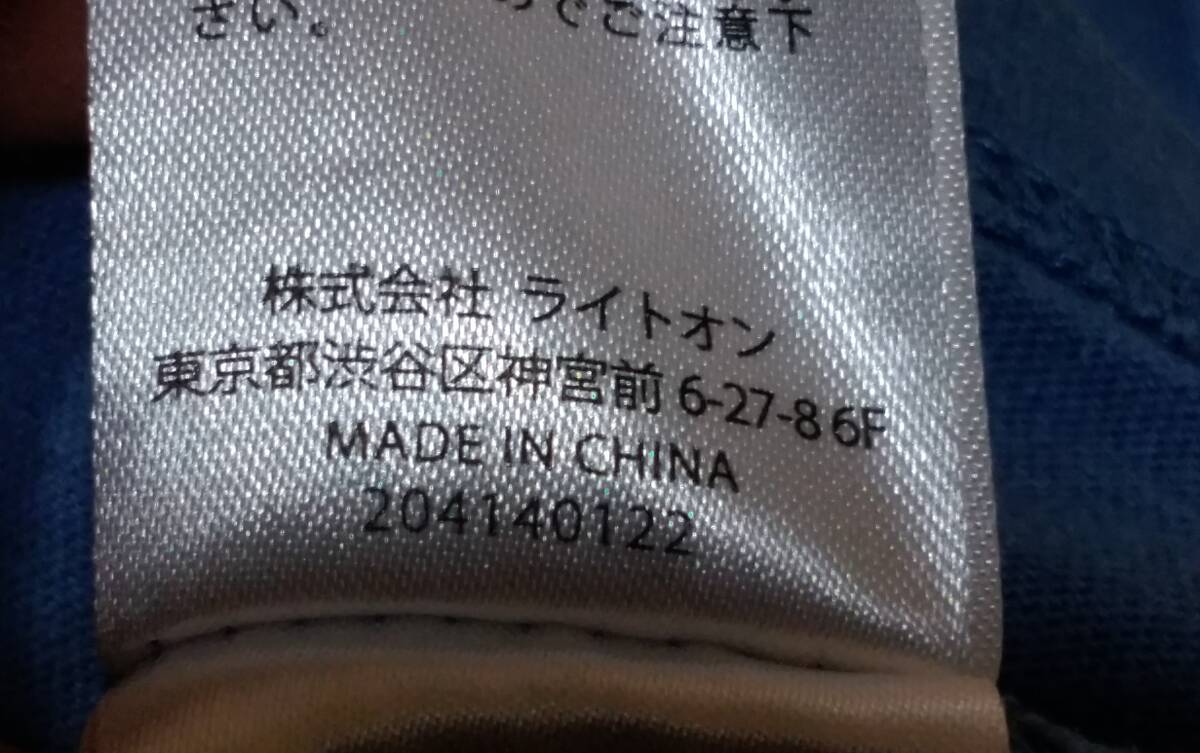 でご注意下
さい。
株式会社 ライトオン
東京都渋谷区神宮前 6-27-8 6F
MADE IN CHINA
204140122